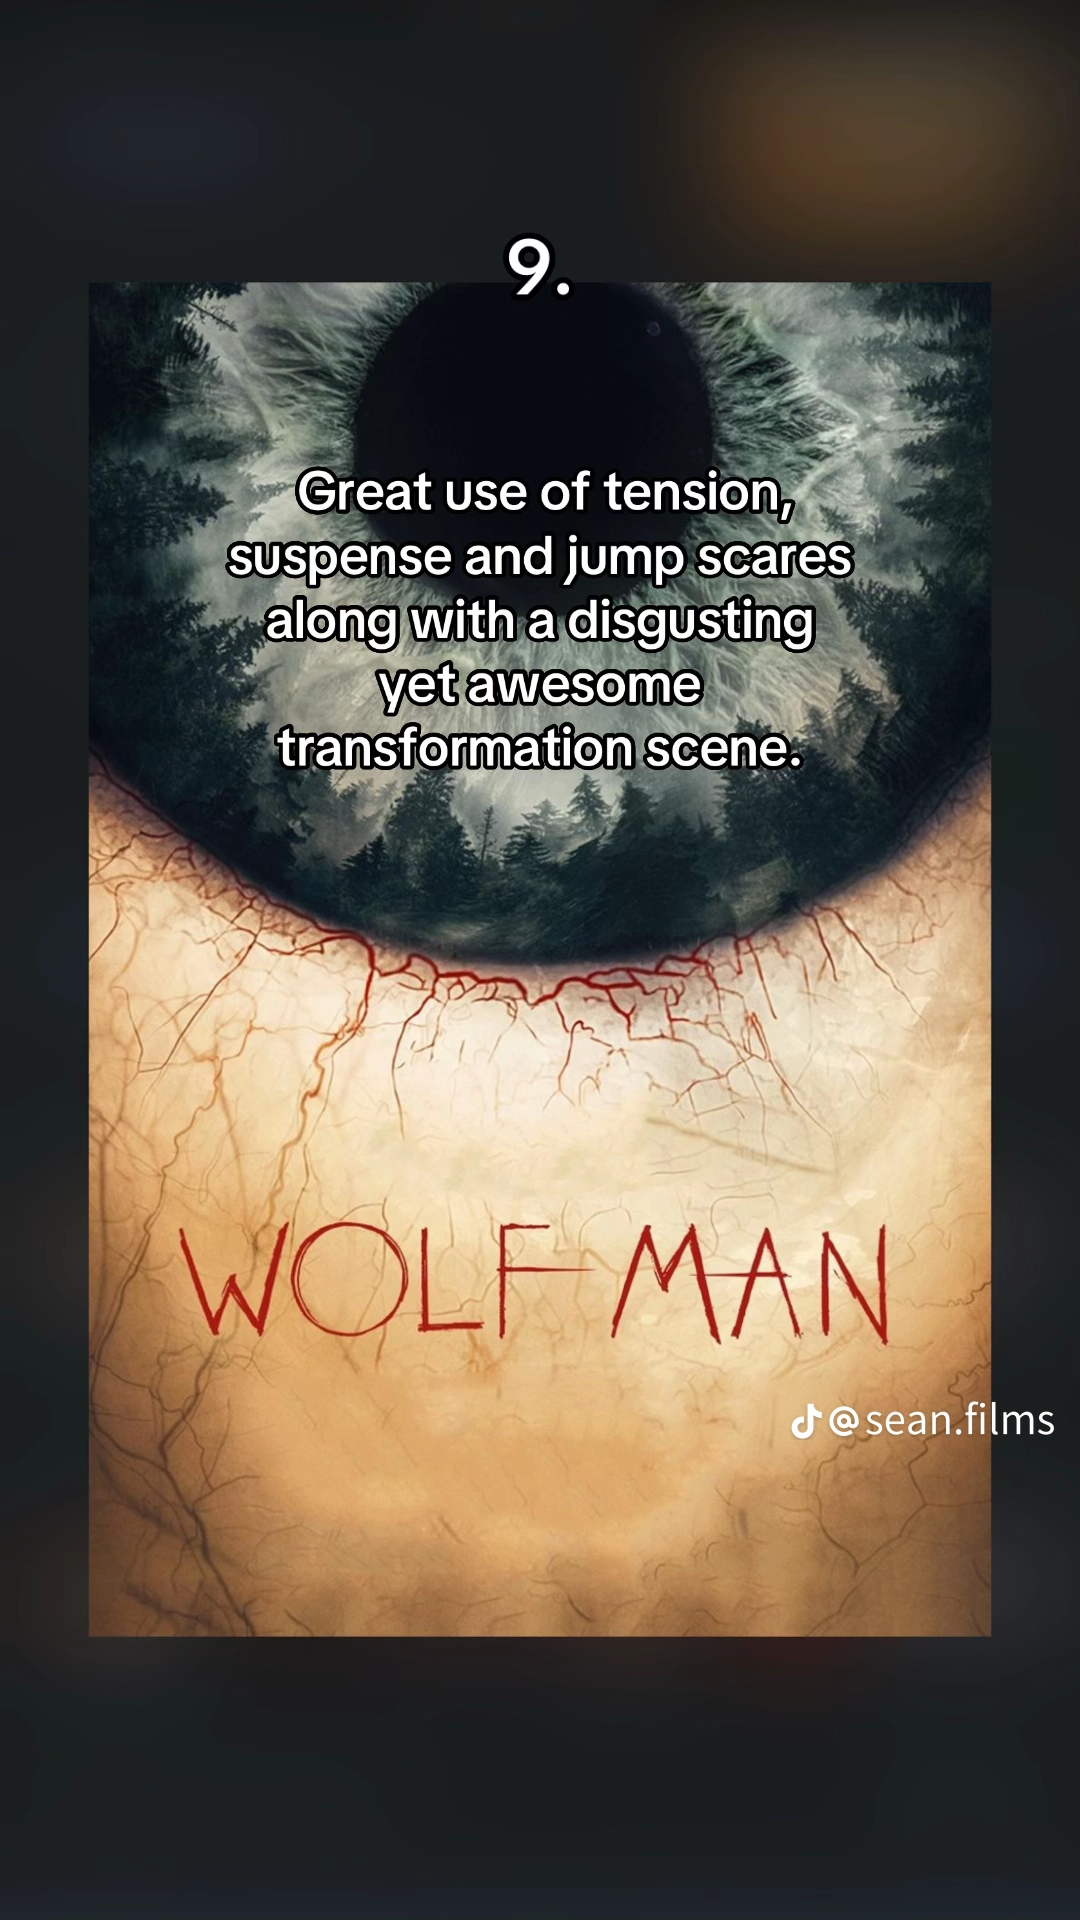 9.
Great use of tension,
suspense and jump scares
along with a disgusting
yet awesome
transformation scene.
WOLF MAN
@sean.films